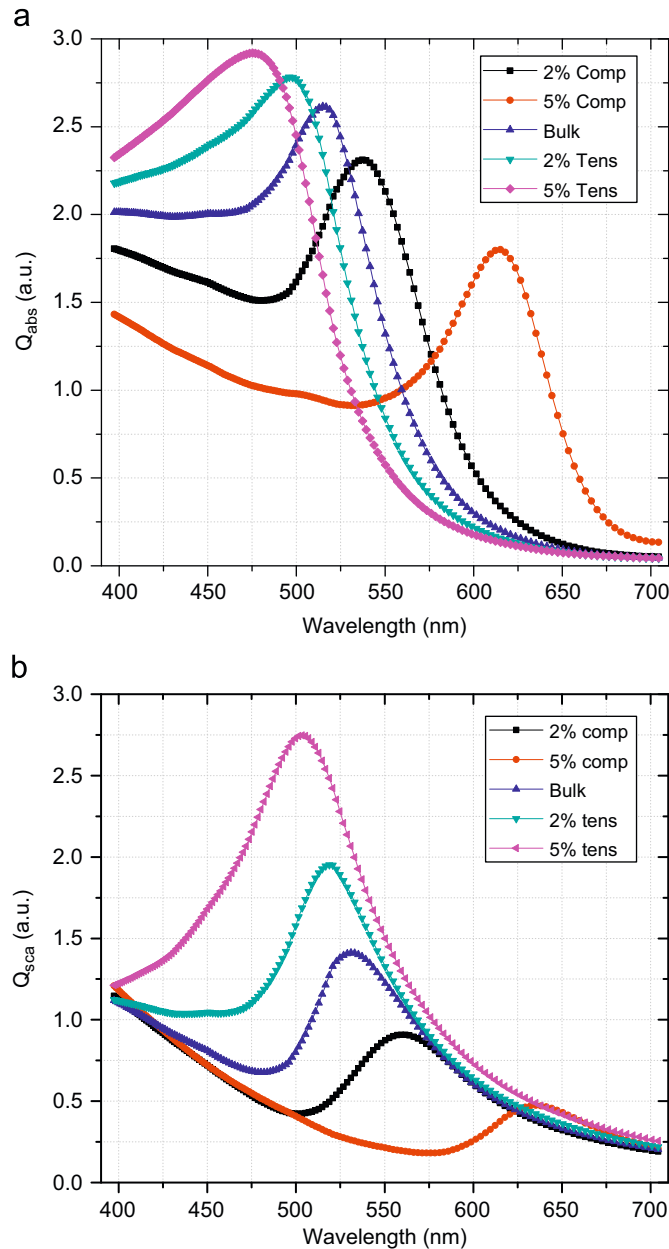 a
3.0
2.5
2.0
1.5
1.0
0.5
0.0
Q_abs (a.u.)
2% Comp
5% Comp
Bulk
2% Tens
5% Tens
400 450 500 550 600 650 700
Wavelength (nm)
b
3.0
2.5
2.0
1.5
1.0
0.5
0.0
Q_sca (a.u.)
2% comp
5% comp
Bulk
2% tens
5% tens
400 450 500 550 600 650 700
Wavelength (nm)